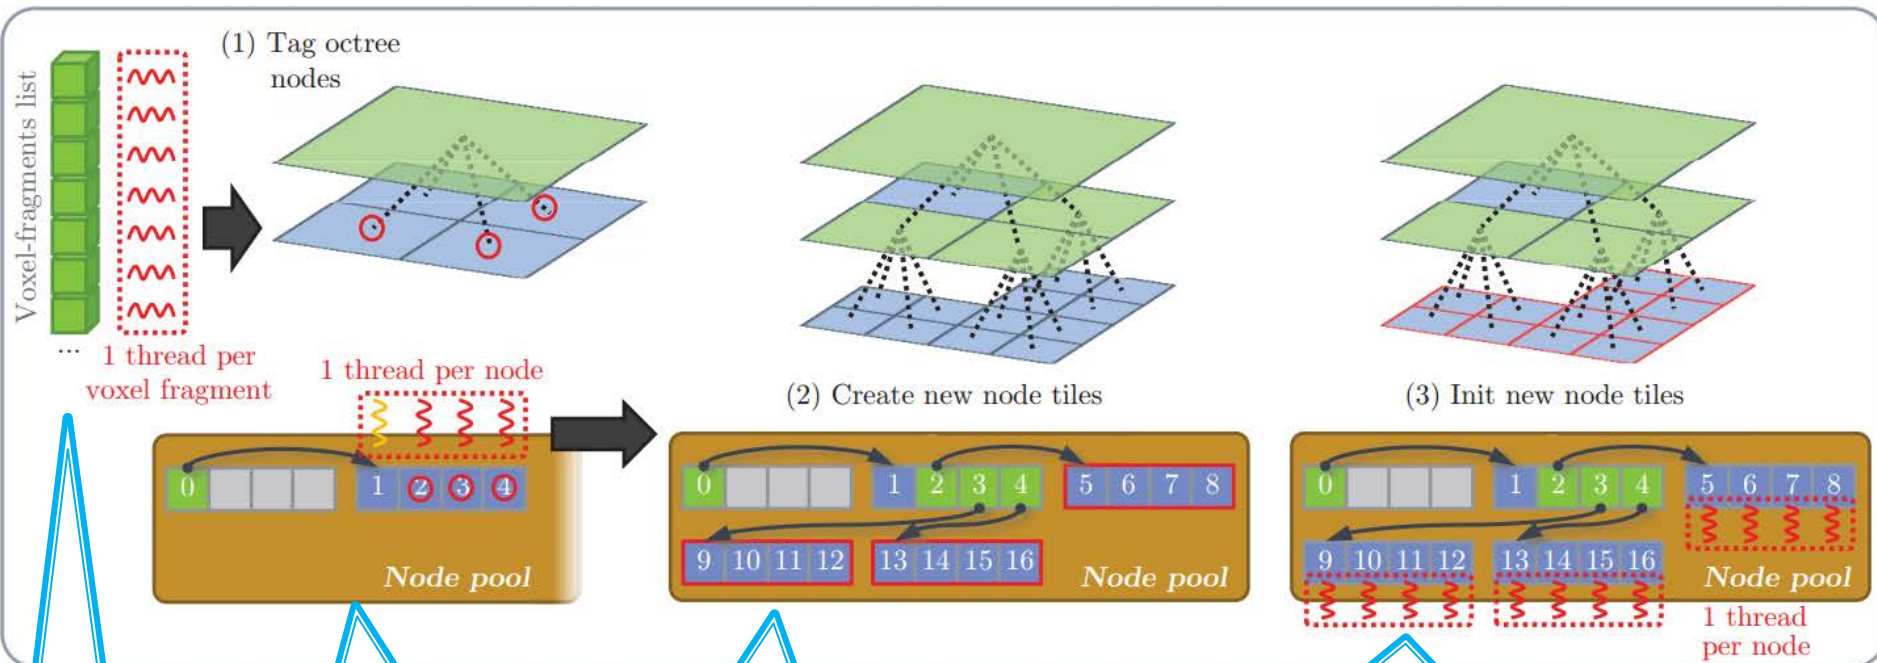 Voxel-fragments list
...
1 thread per
voxel fragment
(1) Tag octree
nodes
1 thread per node
0 1 2 3 4
Node pool
(2) Create new node tiles
0 1 2 3 4 5 6 7 8
9 10 11 12 13 14 15 16
Node pool
(3) Init new node tiles
0 1 2 3 4 5 6 7 8
9 10 11 12 13 14 15 16
Node pool
1 thread
per node